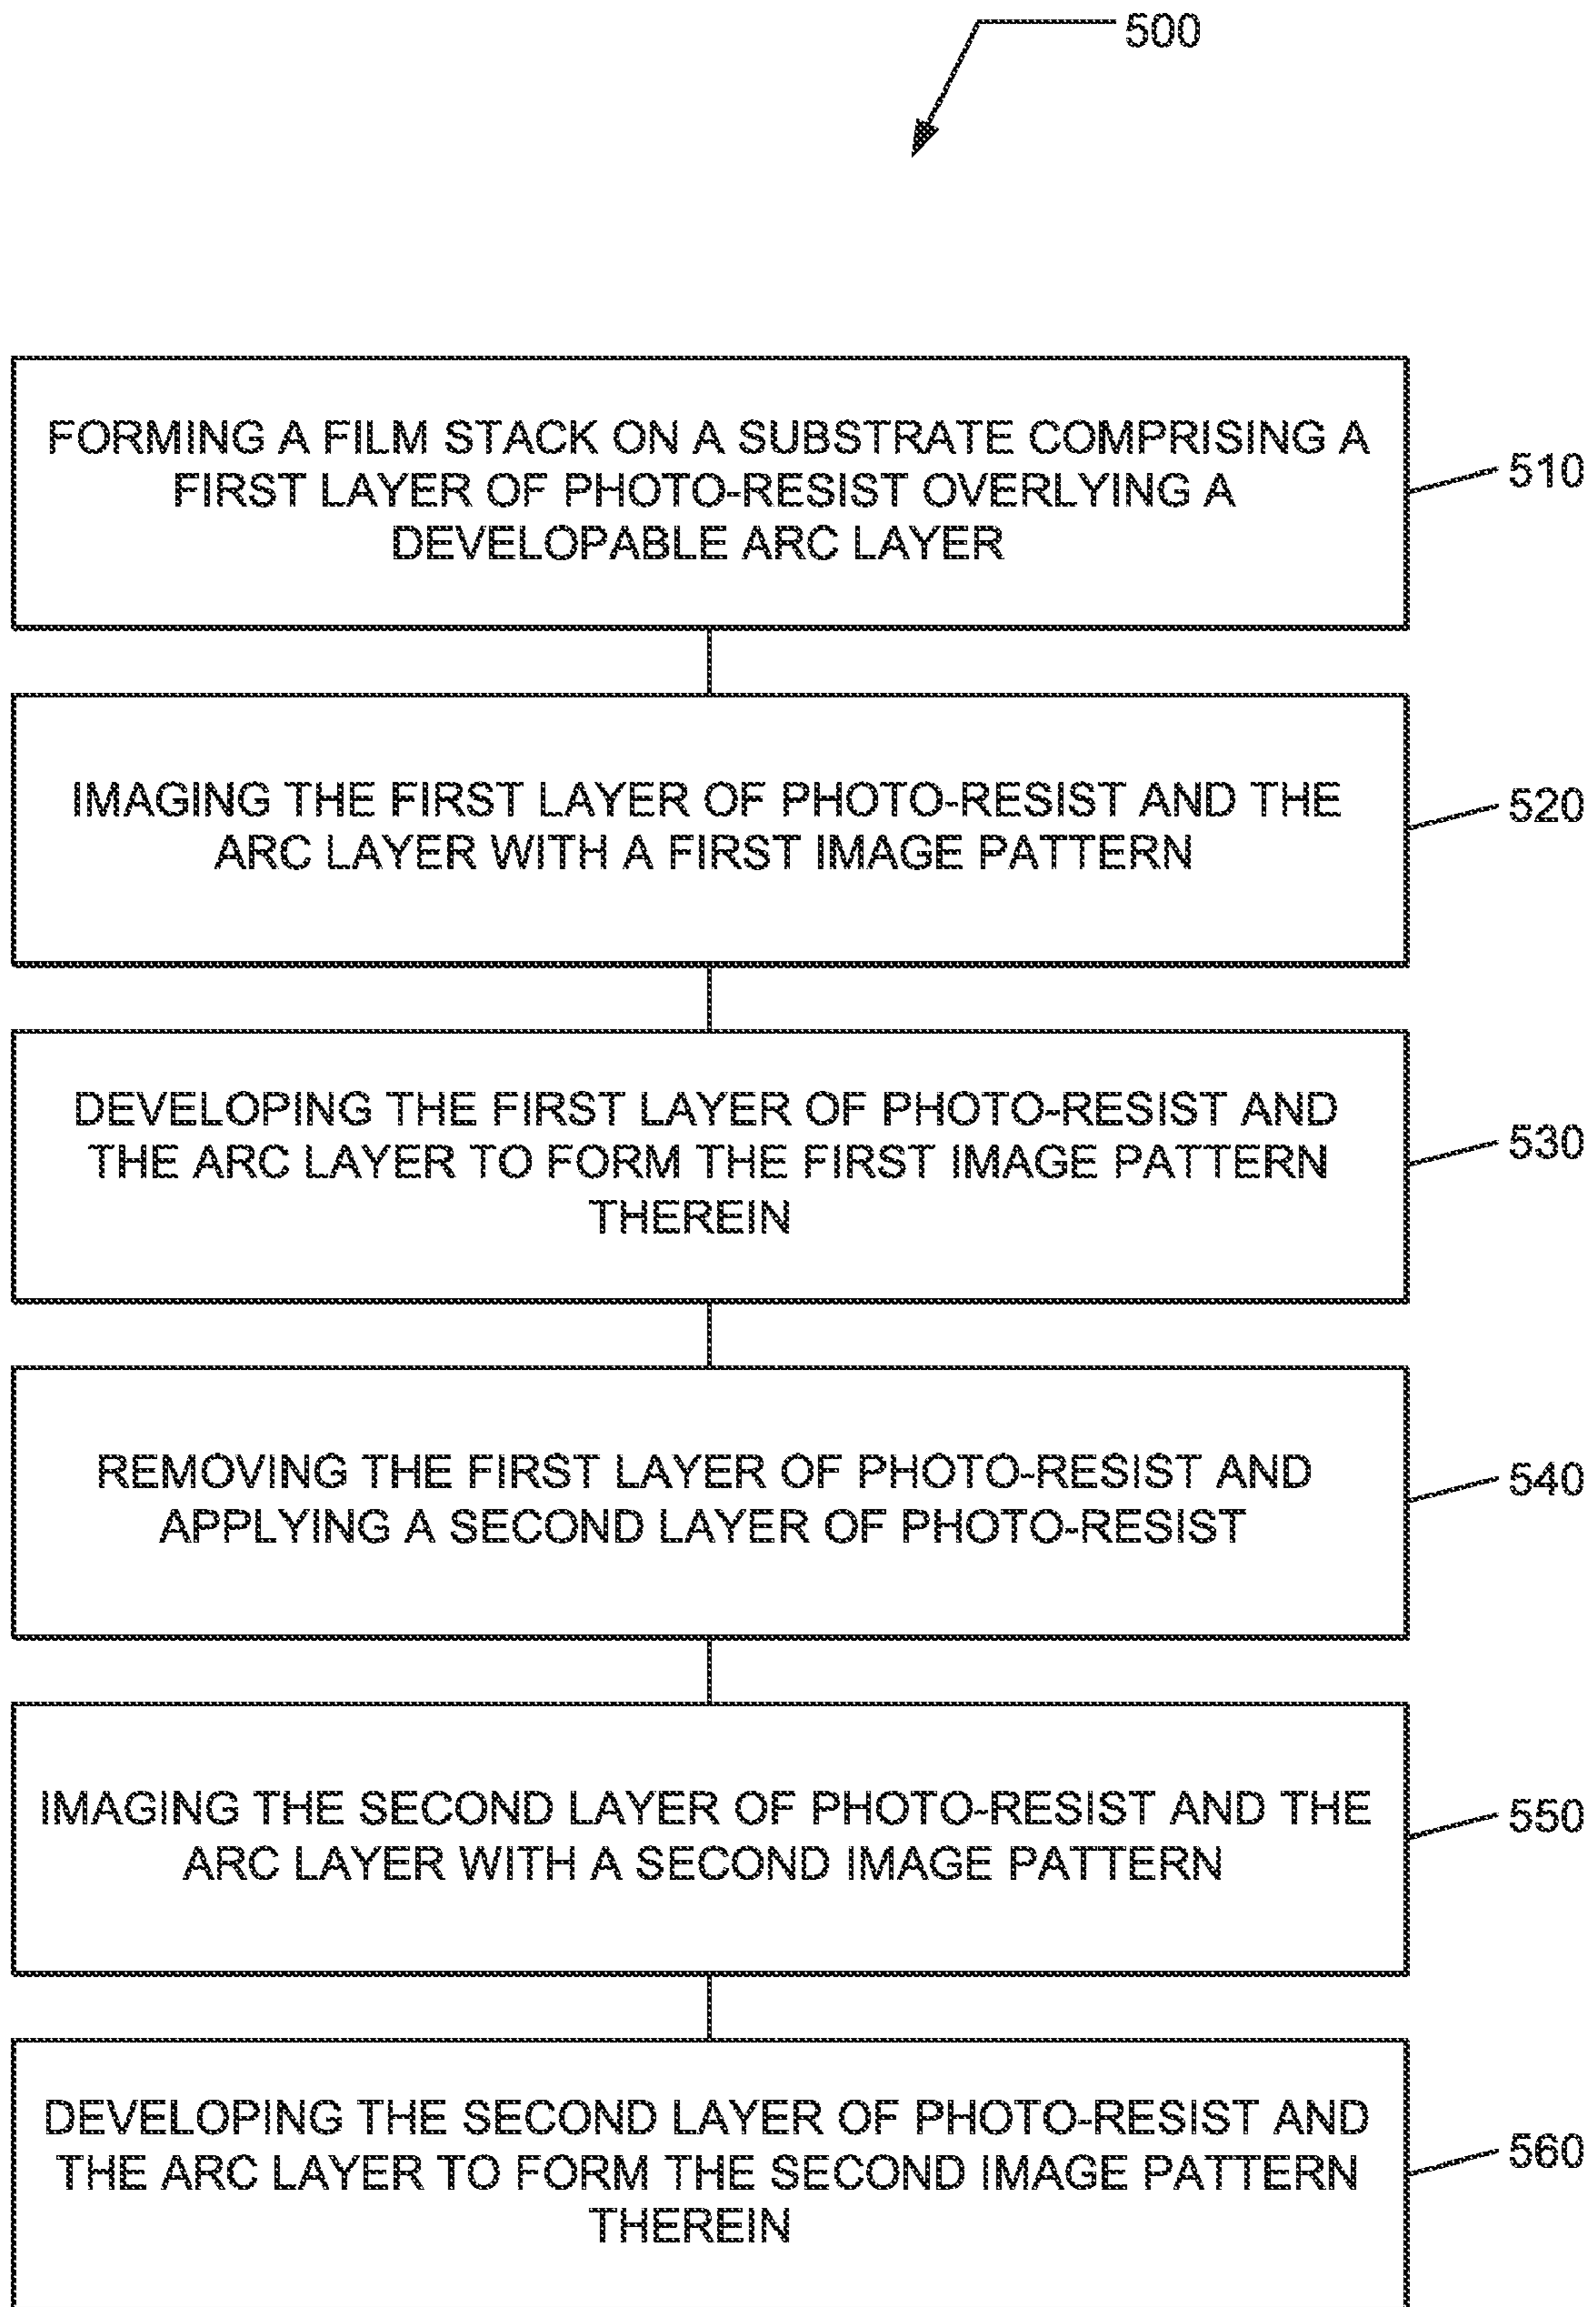 500
FORMING A FILM STACK ON A SUBSTRATE COMPRISING A
FIRST LAYER OF PHOTO-RESIST OVERLYING A
DEVELOPABLE ARC LAYER
510
IMAGING THE FIRST LAYER OF PHOTO-RESIST AND THE
ARC LAYER WITH A FIRST IMAGE PATTERN
520
DEVELOPING THE FIRST LAYER OF PHOTO-RESIST AND
THE ARC LAYER TO FORM THE FIRST IMAGE PATTERN
THEREIN
530
REMOVING THE FIRST LAYER OF PHOTO-RESIST AND
APPLYING A SECOND LAYER OF PHOTO-RESIST
540
IMAGING THE SECOND LAYER OF PHOTO-RESIST AND THE
ARC LAYER WITH A SECOND IMAGE PATTERN
550
DEVELOPING THE SECOND LAYER OF PHOTO-RESIST AND
THE ARC LAYER TO FORM THE SECOND IMAGE PATTERN
THEREIN
560